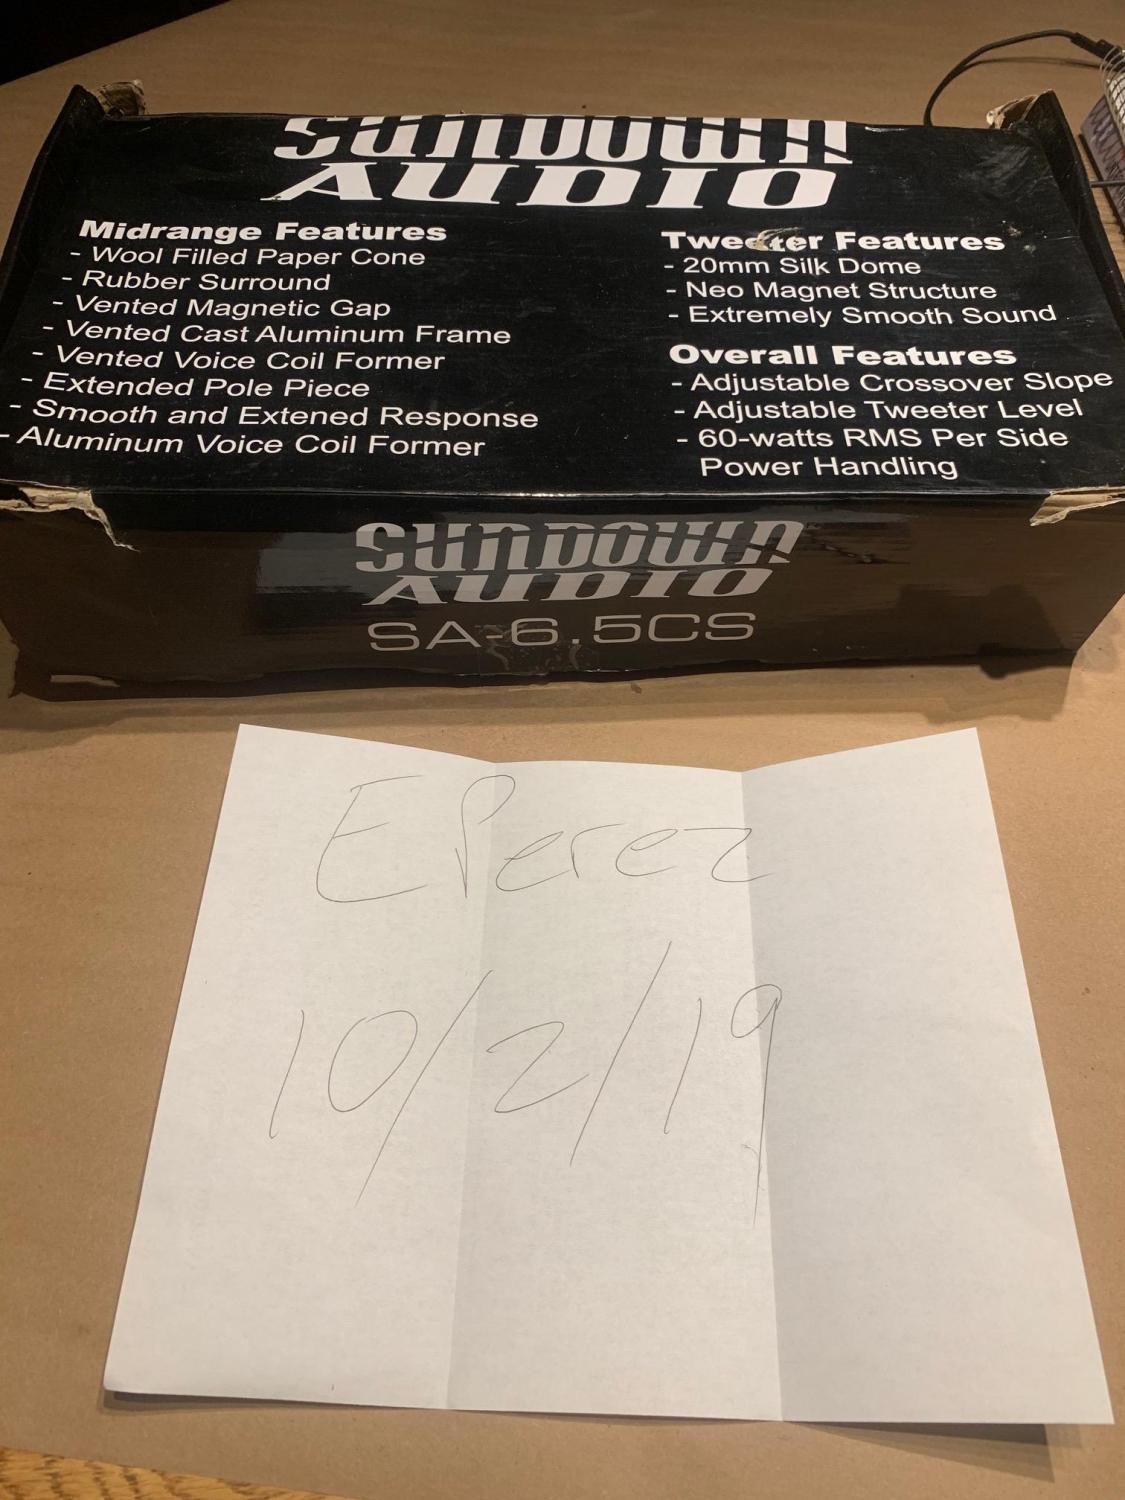 SUNDOWN
AUDIO
Midrange Features
- Wool Filled Paper Cone
- Rubber Surround
- Vented Magnetic Gap
- Vented Cast Aluminum Frame
- Vented Voice Coil Former
- Extended Pole Piece
- Smooth and Extened Response
- Aluminum Voice Coil Former
Tweeter Features
- 20mm Silk Dome
- Neo Magnet Structure
- Extremely Smooth Sound
Overall Features
- Adjustable Crossover Slope
- Adjustable Tweeter Level
- 60-watts RMS Per Side
Power Handling
SUNDOWN
AUDIO
SA-6.5CS
E Perez
10/2/19